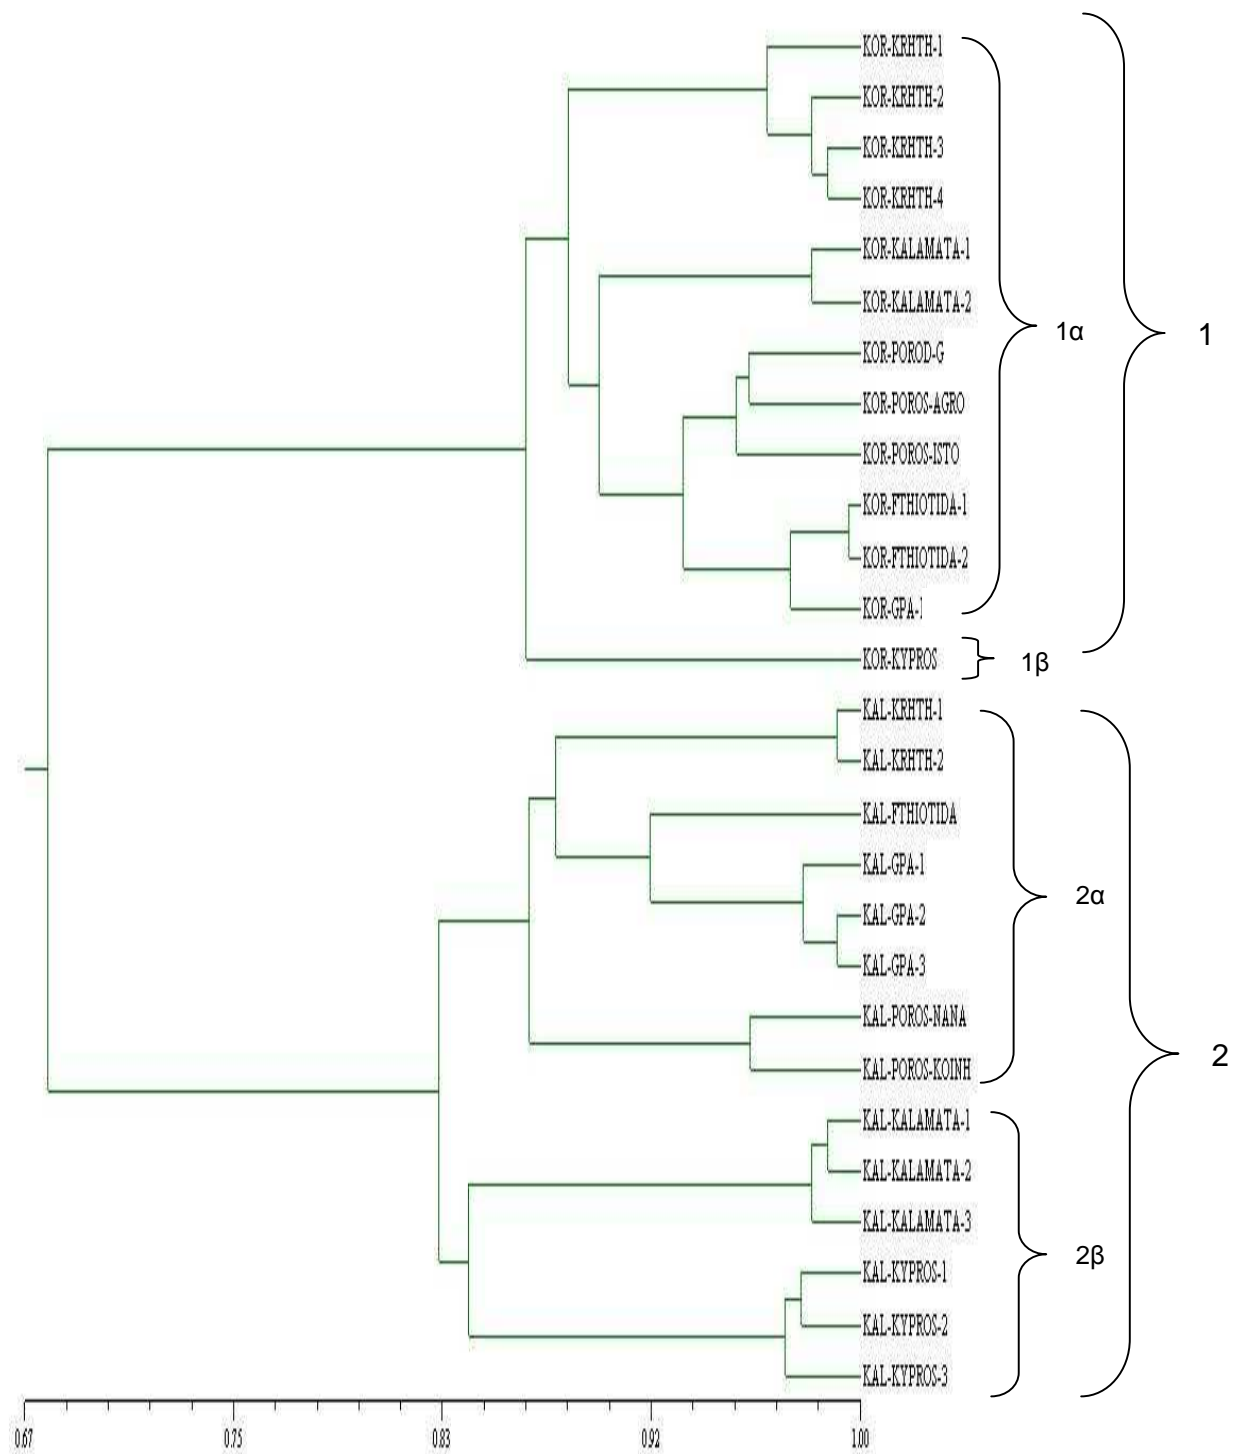 KOR-KRHTH-1
KOR-KRHTH-2
KOR-KRHTH-3
KOR-KRHTH-4
KOR-KALAMATA-1
KOR-KALAMATA-2
KOR-POROD-G
KOR-POROS-AGRO
KOR-POROS-ISTO
KOR-FTHIOTIDA-1
KOR-FTHIOTIDA-2
KOR-GPA-1
1α
1
KOR-KYPROS
1β
KAL-KRHTH-1
KAL-KRHTH-2
KAL-FTHIOTIDA
KAL-GPA-1
KAL-GPA-2
KAL-GPA-3
KAL-POROS-NANA
KAL-POROS-KOINH
2α
2
KAL-KALAMATA-1
KAL-KALAMATA-2
KAL-KALAMATA-3
KAL-KYPROS-1
KAL-KYPROS-2
KAL-KYPROS-3
2β
0.67 0.75 0.83 0.92 1.00